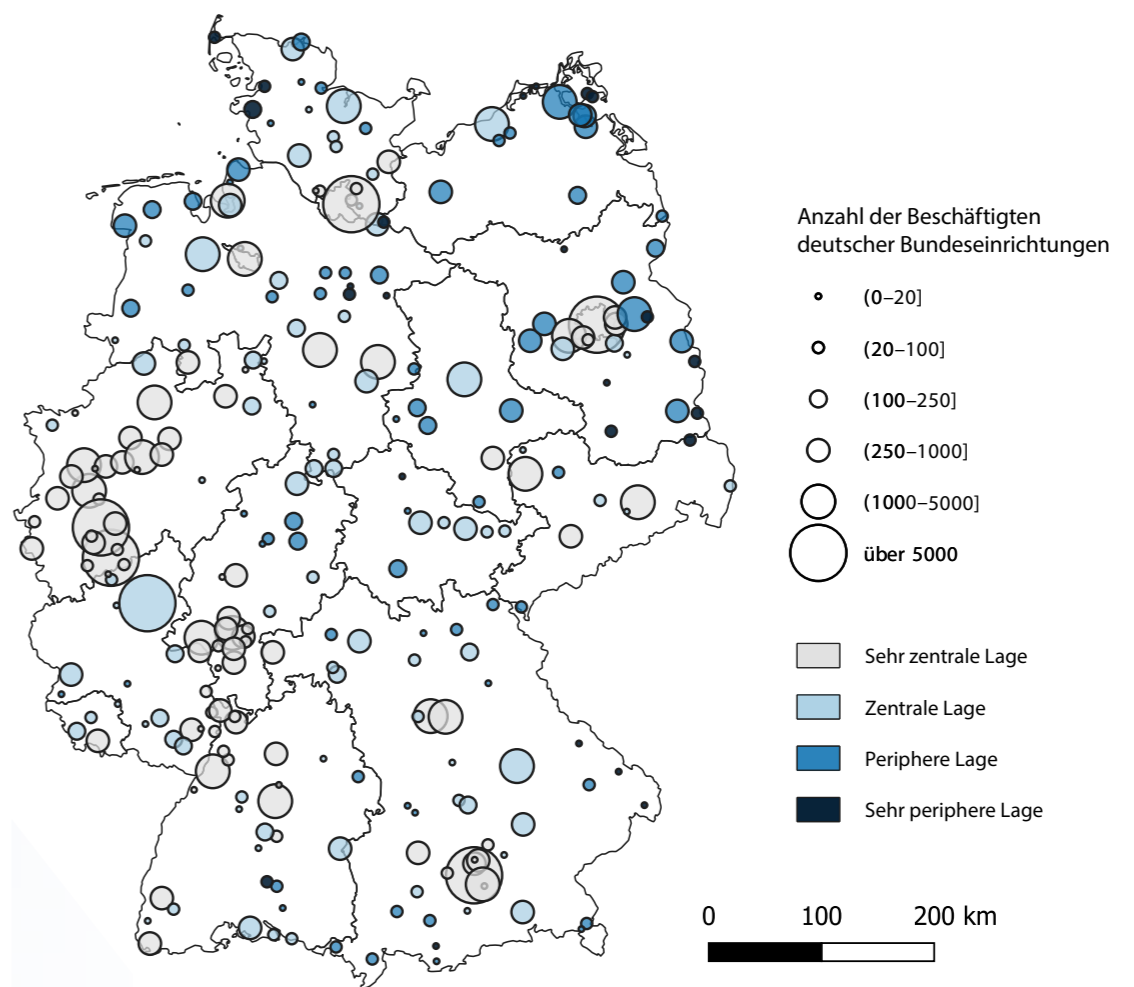 Anzahl der Beschäftigten
deutscher Bundeseinrichtungen
(0–20]
(20–100]
(100–250]
(250–1000]
(1000–5000]
über 5000
Sehr zentrale Lage
Zentrale Lage
Periphere Lage
Sehr periphere Lage
0 100 200 km